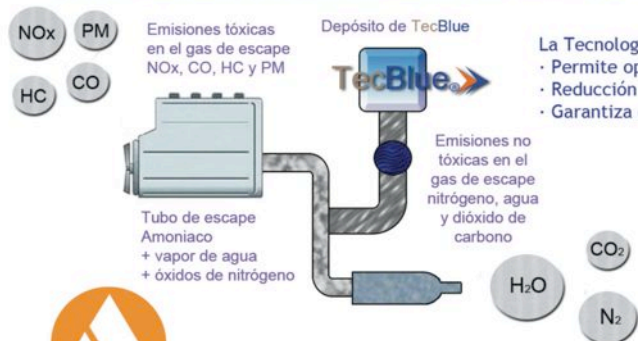 NOx
PM
HC
CO
Emisiones tóxicas
en el gas de escape
NOx, CO, HC y PM
Depósito de TecBlue
TecBlue®
La Tecnolog
· Permite op
· Reducción
· Garantiza
Emisiones no
tóxicas en el
gas de escape
nitrógeno, agua
y dióxido de
carbono
Tubo de escape
Amoniaco
+ vapor de agua
+ óxidos de nitrógeno
H₂O
CO₂
N₂